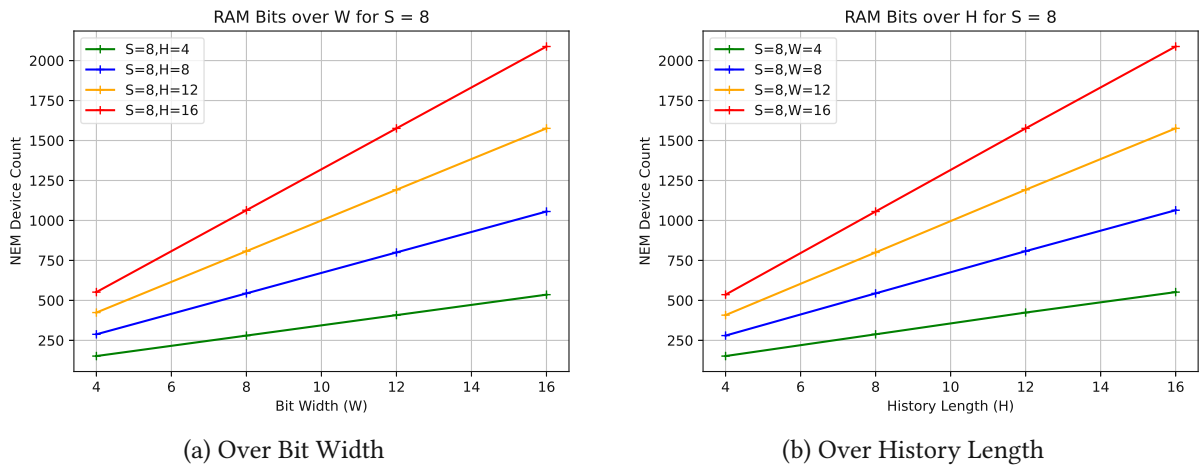 RAM Bits over W for S = 8
S=8,H=4
S=8,H=8
S=8,H=12
S=8,H=16
NEM Device Count
2000
1750
1500
1250
1000
750
500
250
4 6 8 10 12 14 16
Bit Width (W)
(a) Over Bit Width
RAM Bits over H for S = 8
S=8,W=4
S=8,W=8
S=8,W=12
S=8,W=16
NEM Device Count
2000
1750
1500
1250
1000
750
500
250
4 6 8 10 12 14 16
History Length (H)
(b) Over History Length